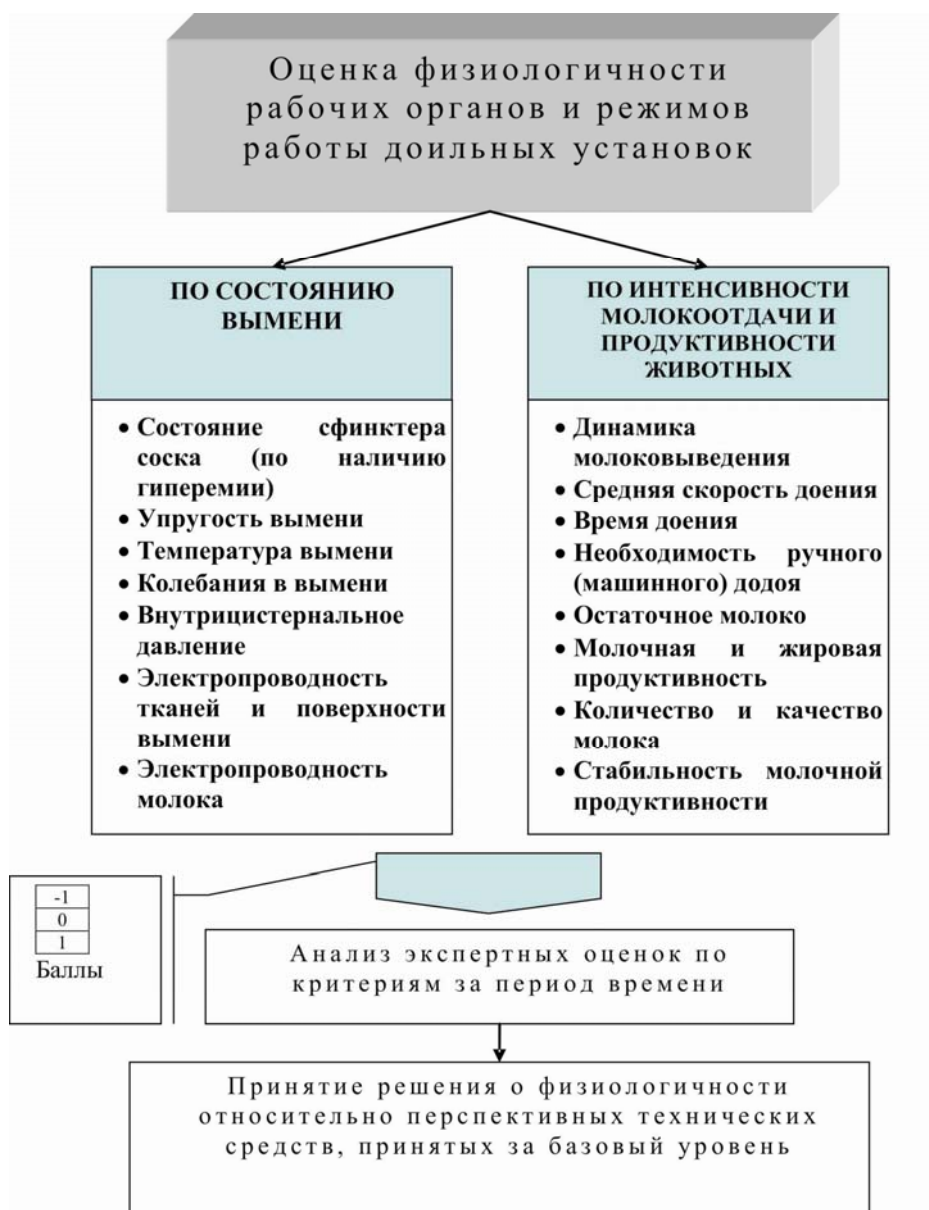 Оценка физиологичности
рабочих органов и режимов
работы доильных установок
ПО СОСТОЯНИЮ
ВЫМЕНИ
• Состояние сфинктера
соска (по наличию
гиперемии)
• Упругость вымени
• Температура вымени
• Колебания в вымени
• Внутрицистернальное
давление
• Электропроводность
тканей и поверхности
вымени
• Электропроводность
молока
ПО ИНТЕНСИВНОСТИ
МОЛОКООТДАЧИ И
ПРОДУКТИВНОСТИ
ЖИВОТНЫХ
• Динамика
молоковыведения
• Средняя скорость доения
• Время доения
• Необходимость ручного
(машинного) додоя
• Остаточное молоко
• Молочная и жировая
продуктивность
• Количество и качество
молока
• Стабильность молочной
продуктивности
-1
0
1
Баллы
Анализ экспертных оценок по
критериям за период времени
Принятие решения о физиологичности
относительно перспективных технических
средств, принятых за базовый уровень